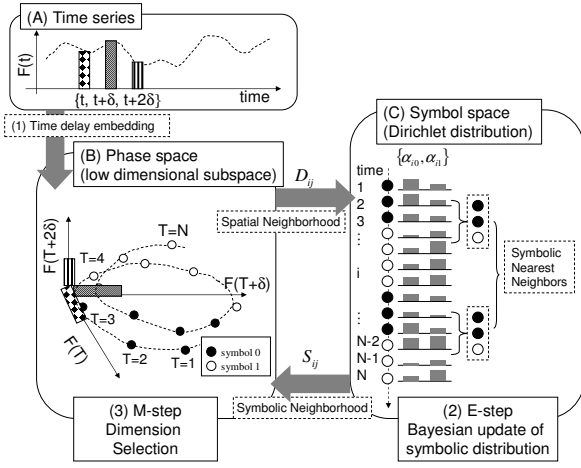 (A) Time series
F(t)
{t, t+δ, t+2δ}
time
(1) Time delay embedding
(B) Phase space
(low dimensional subspace)
F(T+2δ)
T=N
T=4
F(T+δ)
T=3
F(T)
T=2
T=1
symbol 0
symbol 1
(3) M-step
Dimension
Selection
D_ij
Spatial Neighborhood
S_ij
Symbolic Neighborhood
(C) Symbol space
(Dirichlet distribution)
{α_i0, α_i1}
time
1
2
3
⋮
i
⋮
N-2
N-1
N
Symbolic
Nearest
Neighbors
(2) E-step
Bayesian update of
symbolic distribution